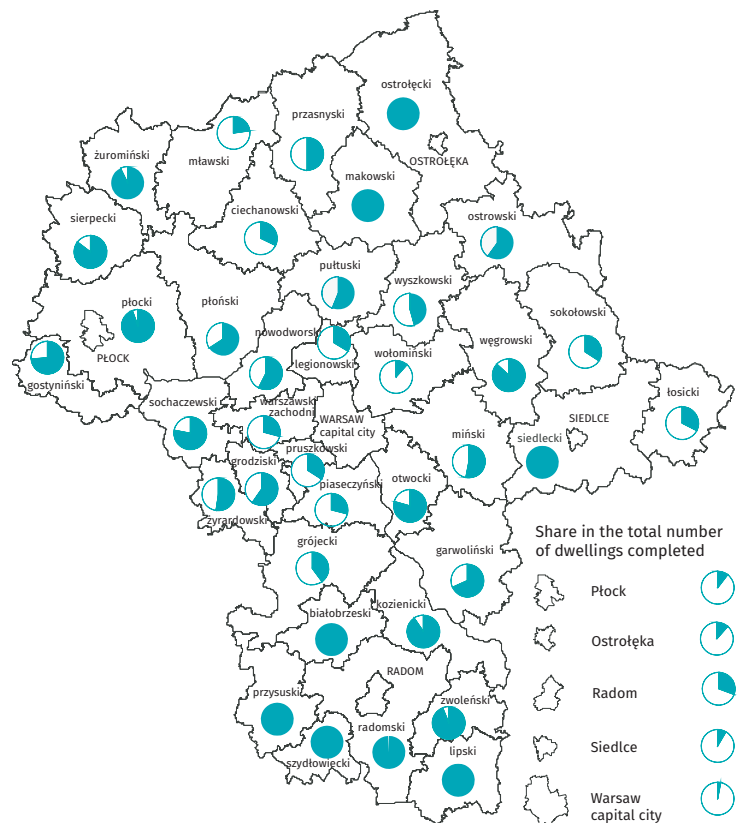 ostrołęcki
przasnyski
żuromiński
mławski
OSTROŁĘKA
makowski
sierpecki
ciechanowski
ostrowski
pułtuski
wyszkowski
płocki
płoński
sokołowski
nowodworski
węgrowski
PŁOCK
legionowski
wołomiński
gostyniński
łosicki
sochaczewski
warszawski
zachodni
WARSAW
capital city
SIEDLCE
miński
siedlecki
pruszkowski
grodziski
otwocki
piaseczyński
żyrardowski
Share in the total number
of dwellings completed
grójecki
garwoliński
Płock
białobrzeski
kozienicki
Ostrołęka
RADOM
przysuski
zwoleński
Radom
radomski
Siedlce
lipski
szydłowiecki
Warsaw
capital city